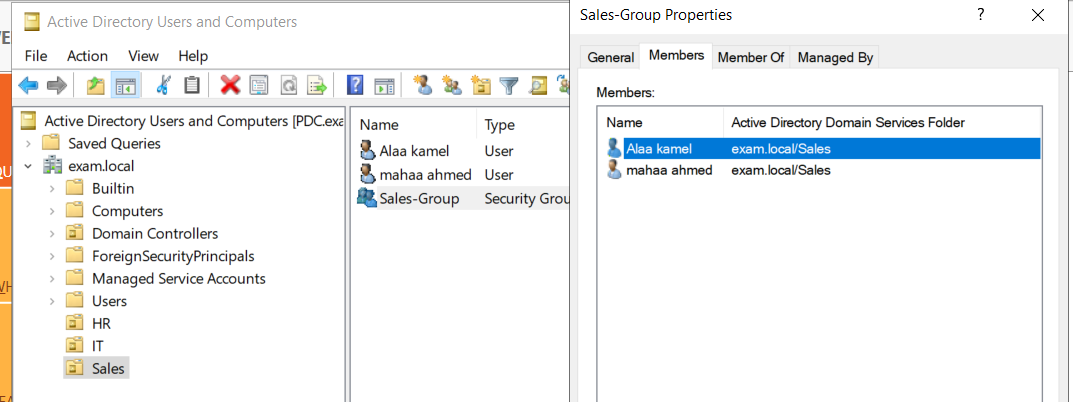 Active Directory Users and Computers
File Action View Help
Active Directory Users and Computers [PDC.exa
Saved Queries
exam.local
Builtin
Computers
Domain Controllers
ForeignSecurityPrincipals
Managed Service Accounts
Users
HR
IT
Sales
Name Type
Alaa kamel User
mahaa ahmed User
Sales-Group Security Grou
Sales-Group Properties
General Members Member Of Managed By
Members:
Name Active Directory Domain Services Folder
Alaa kamel exam.local/Sales
mahaa ahmed exam.local/Sales